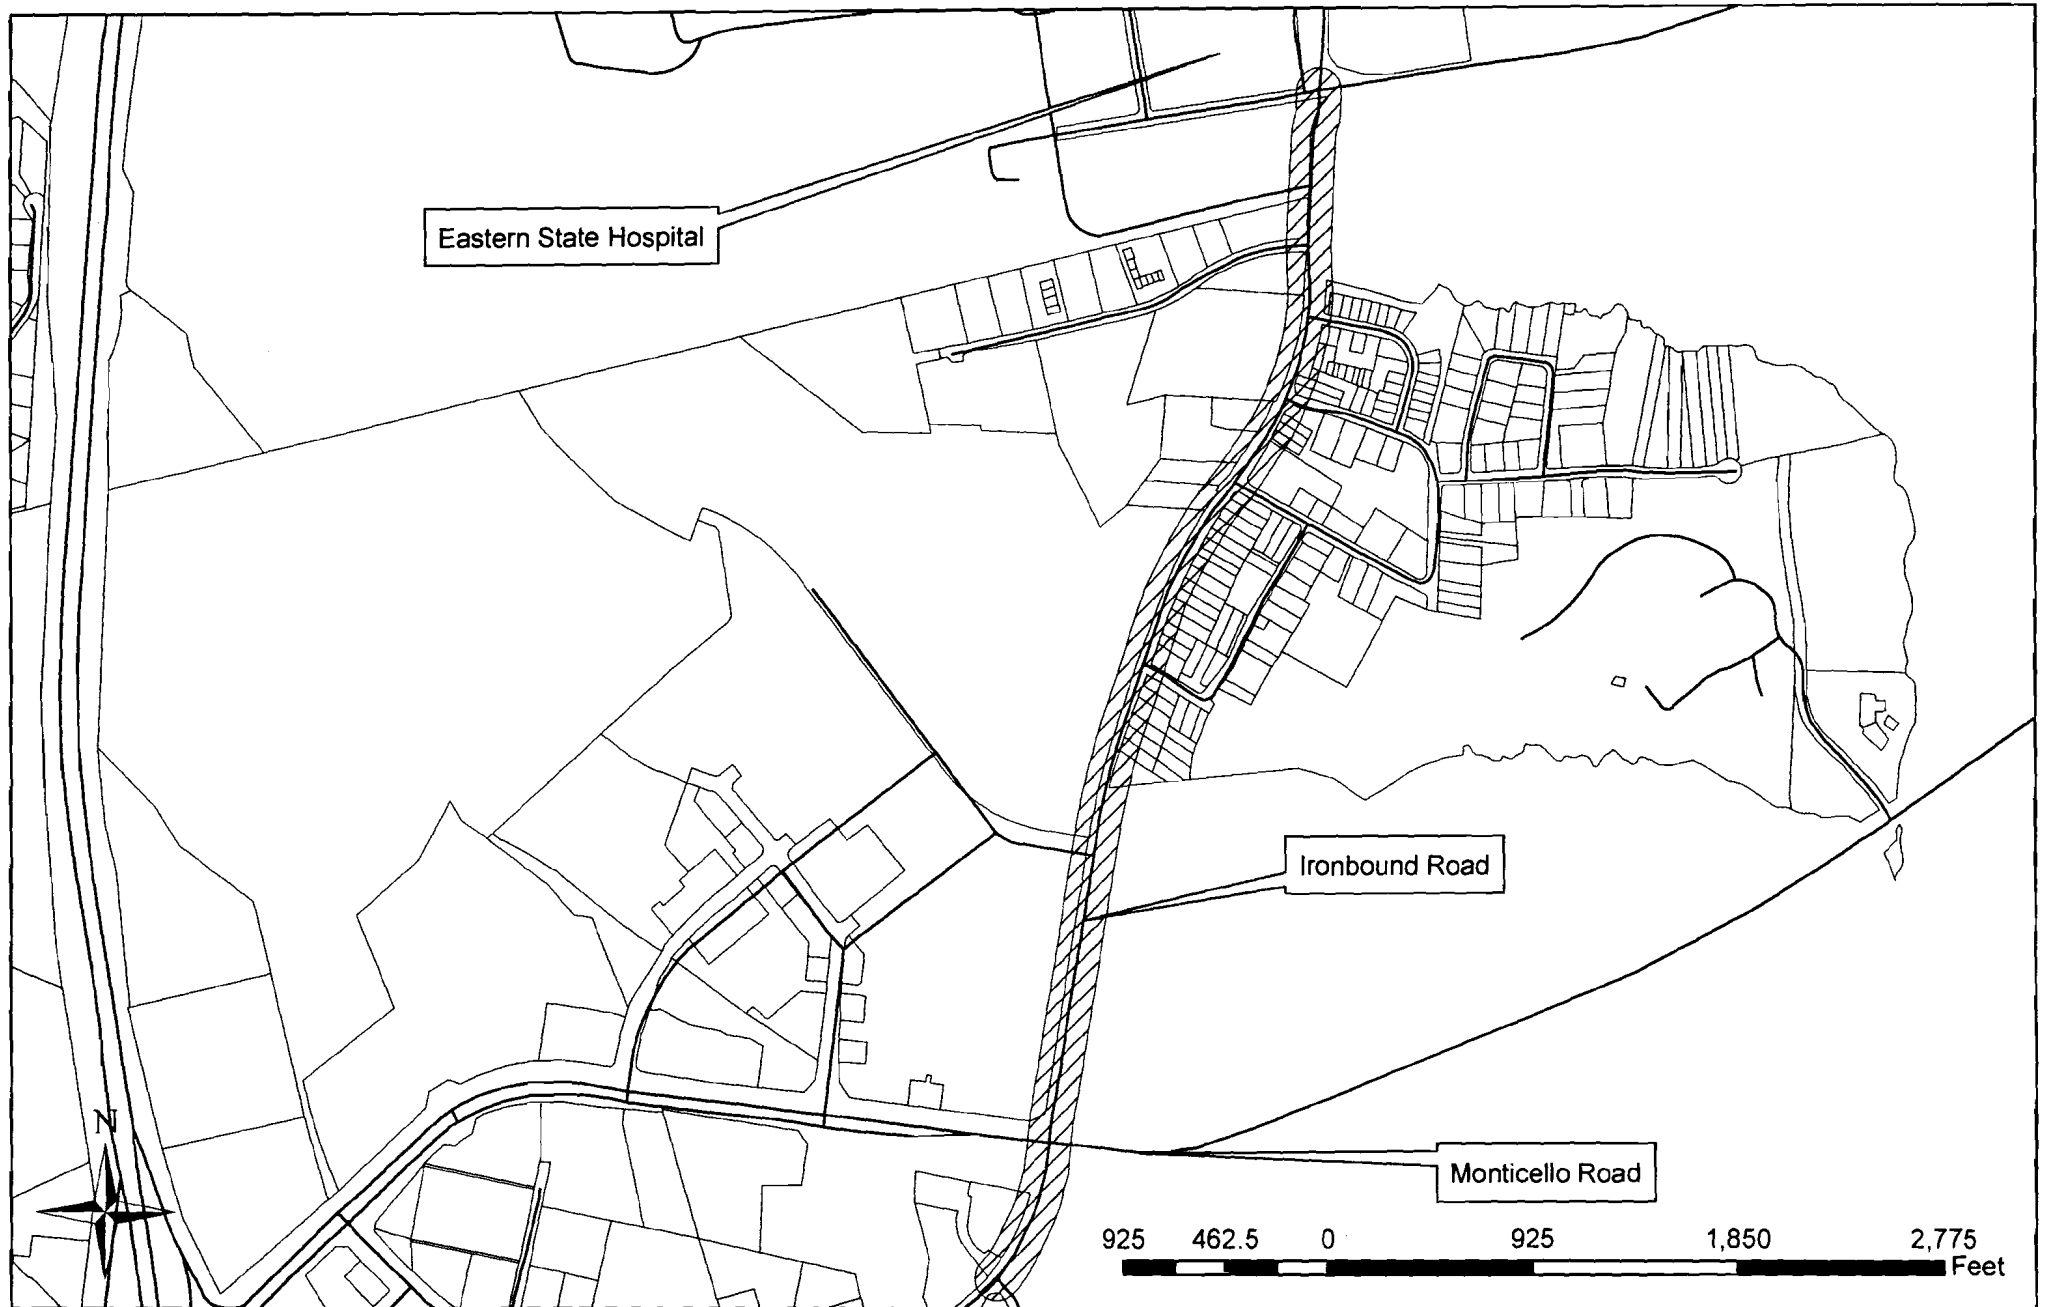 Eastern State Hospital
Ironbound Road
Monticello Road
N
925 462.5 0 925 1,850 2,775
Feet